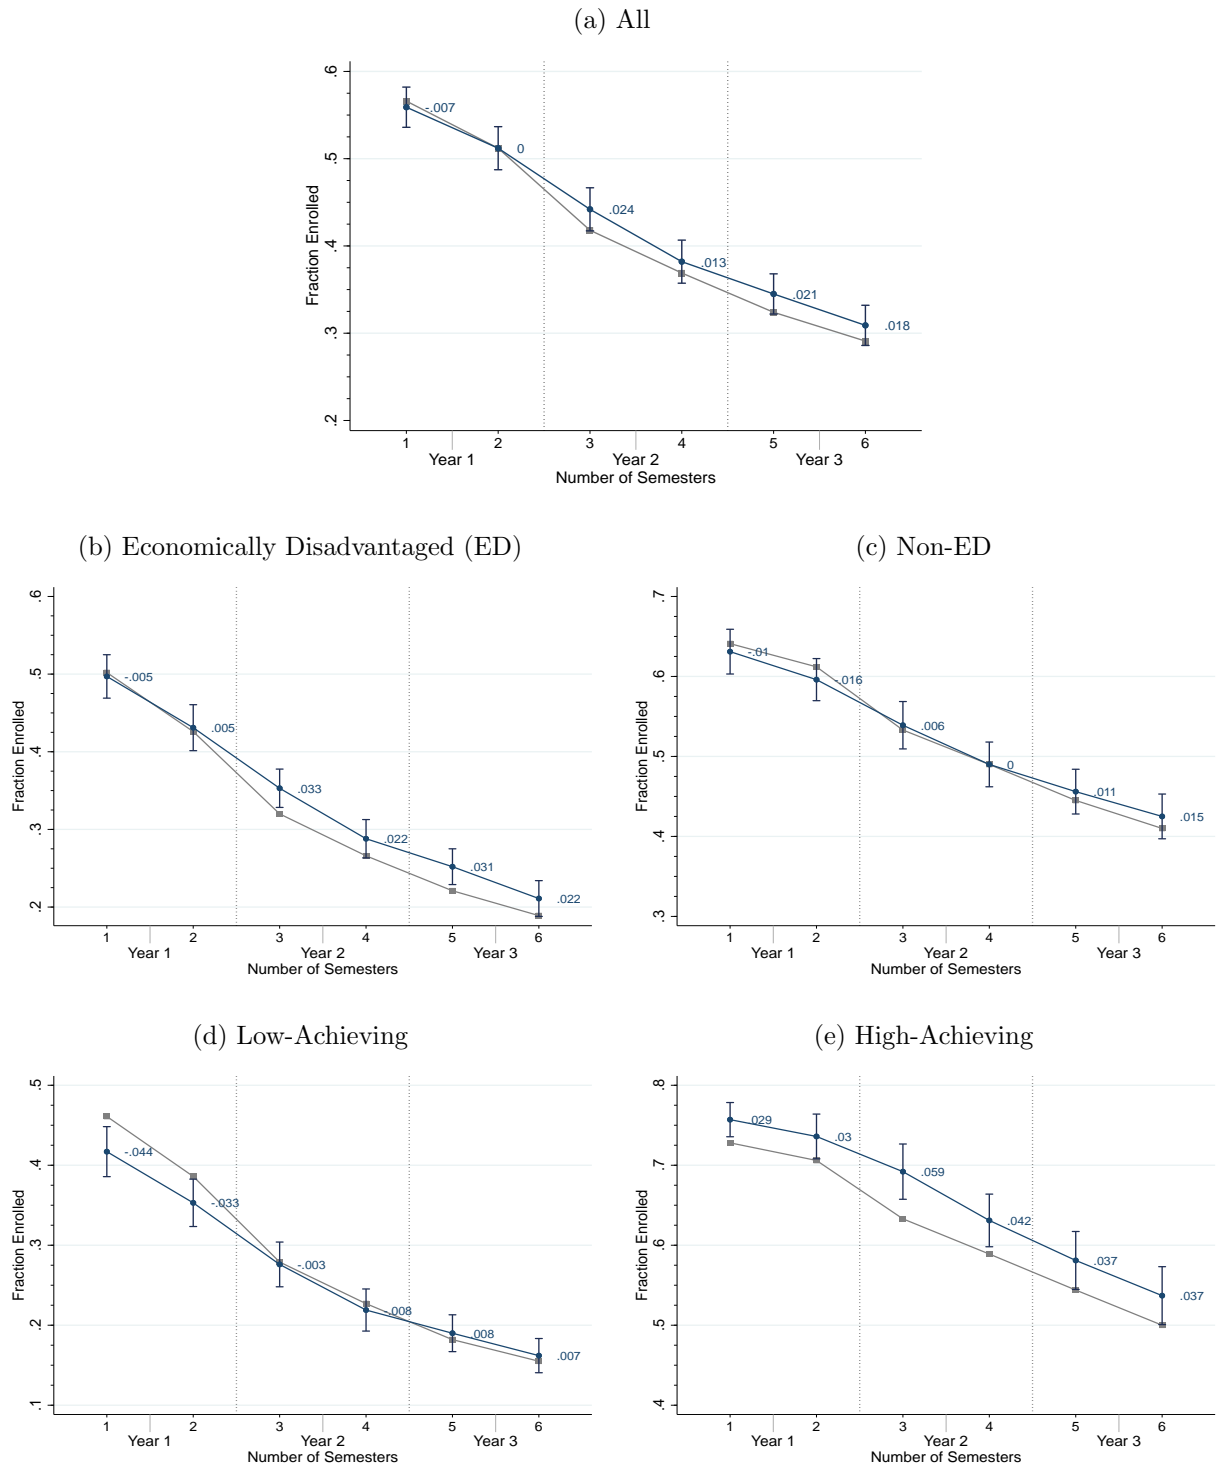 (a) All
.6
.5
.4
.3
.2
Fraction Enrolled
-.007
0
.024
.013
.021
.018
1 2 3 4 5 6
Year 1 Year 2 Year 3
Number of Semesters
(b) Economically Disadvantaged (ED)
.6
.5
.4
.3
.2
Fraction Enrolled
-.005
.005
.033
.022
.031
.022
1 2 3 4 5 6
Year 1 Year 2 Year 3
Number of Semesters
(c) Non-ED
.7
.6
.5
.4
.3
Fraction Enrolled
-.01
-.016
.006
0
.011
.015
1 2 3 4 5 6
Year 1 Year 2 Year 3
Number of Semesters
(d) Low-Achieving
.5
.4
.3
.2
.1
Fraction Enrolled
-.044
-.033
-.003
-.008
.008
.007
1 2 3 4 5 6
Year 1 Year 2 Year 3
Number of Semesters
(e) High-Achieving
.8
.7
.6
.5
.4
Fraction Enrolled
.029
.03
.059
.042
.037
.037
1 2 3 4 5 6
Year 1 Year 2 Year 3
Number of Semesters